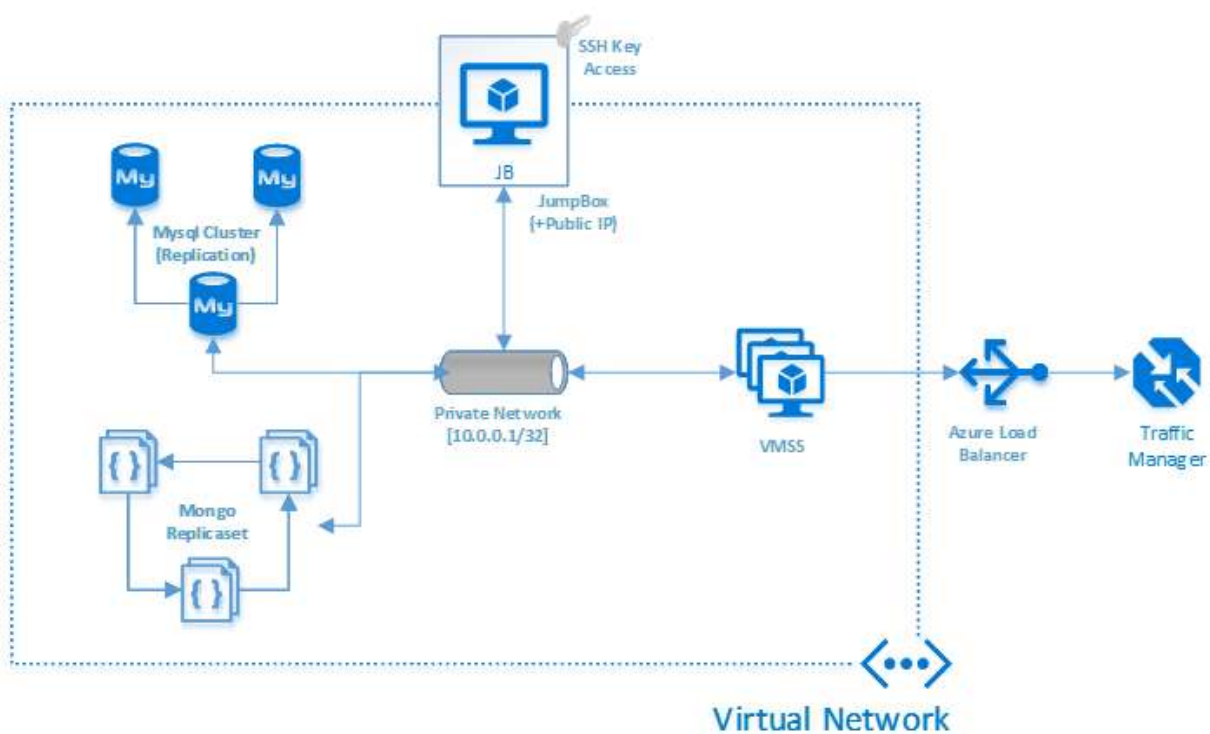 SSH Key
Access
JB
JumpBox
(+Public IP)
My
My
Mysql Cluster
(Replication)
My
Private Network
[10.0.0.1/32]
VMSS
Azure Load
Balancer
Traffic
Manager
{ }
{ }
Mongo
Replicaset
{ }
Virtual Network